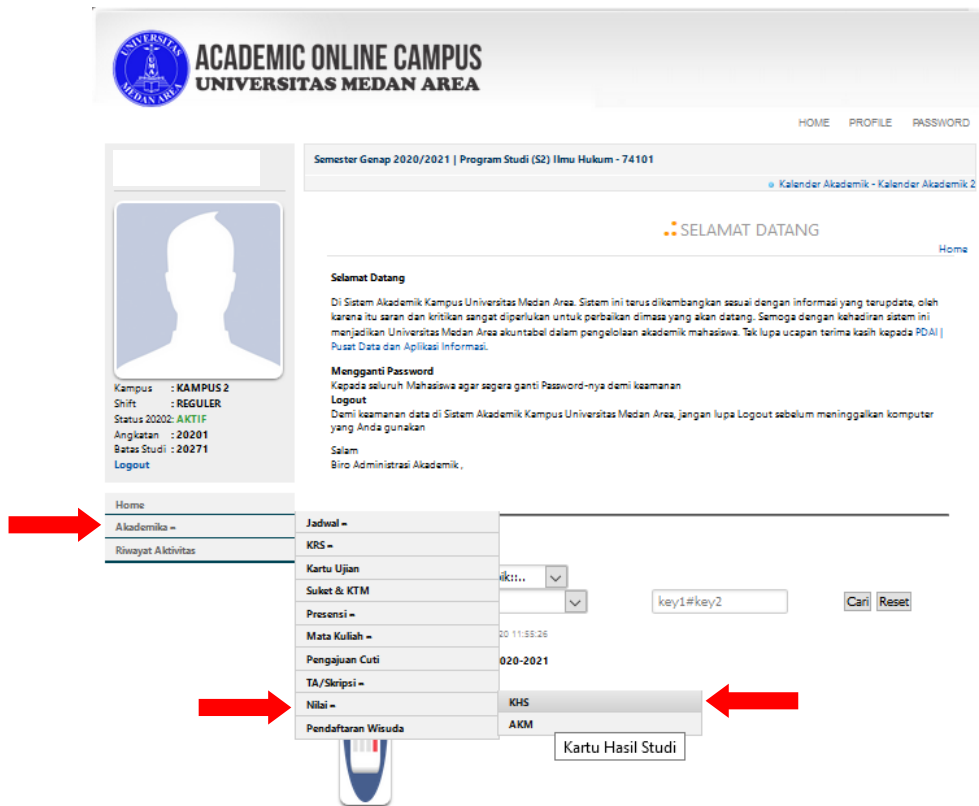 UNIVERSITAS
UMA
MEDAN AREA
ACADEMIC ONLINE CAMPUS
UNIVERSITAS MEDAN AREA
HOME PROFILE PASSWORD
Semester Genap 2020/2021 | Program Studi (S2) Ilmu Hukum - 74101
Kalender Akademik - Kalender Akademik 2
SELAMAT DATANG
Home
Selamat Datang
Di Sistem Akademik Kampus Universitas Medan Area. Sistem ini terus dikembangkan sesuai dengan informasi yang terupdate, oleh
karena itu saran dan kritikan sangat diperlukan untuk perbaikan dimasa yang akan datang. Semoga dengan kehadiran sistem ini
menjadikan Universitas Medan Area akuntabel dalam pengelolaan akademik mahasiswa. Tak lupa ucapan terima kasih kepada PDAI |
Pusat Data dan Aplikasi Informasi.
Mengganti Password
Kepada seluruh Mahasiswa agar segera ganti Password-nya demi keamanan
Logout
Demi keamanan data di Sistem Akademik Kampus Universitas Medan Area, jangan lupa Logout sebelum meninggalkan komputer
yang Anda gunakan
Salam
Biro Administrasi Akademik ,
Kampus : KAMPUS 2
Shift : REGULER
Status 20202: AKTIF
Angkatan : 20201
Batas Studi : 20271
Logout
Home
Akademika -
Riwayat Aktivitas
Jadwal -
KRS -
Kartu Ujian
Suket & KTM
Presensi -
Mata Kuliah -
Pengajuan Cuti
TA/Skripsi -
Nilai -
Pendaftaran Wisuda
ik::..
key1#key2
Cari Reset
20 11:55:26
020-2021
KHS
AKM
Kartu Hasil Studi